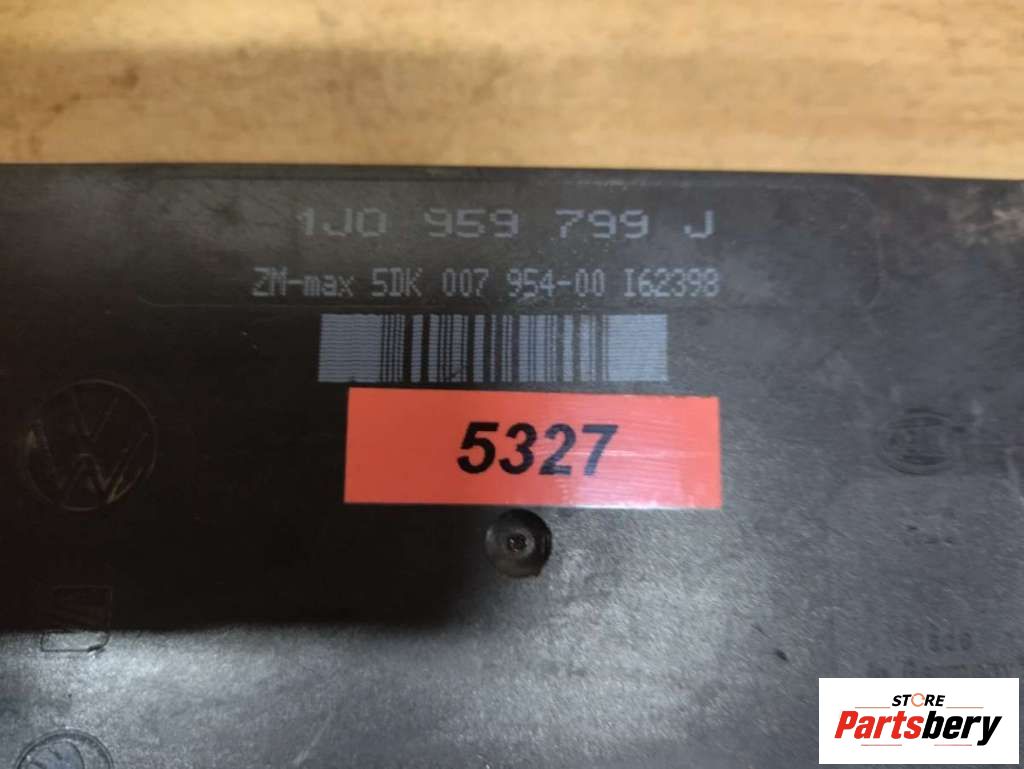 1J0 959 799 J
ZM-max 5DK 007 954-00 I62398
5327
STORE
Partsbery